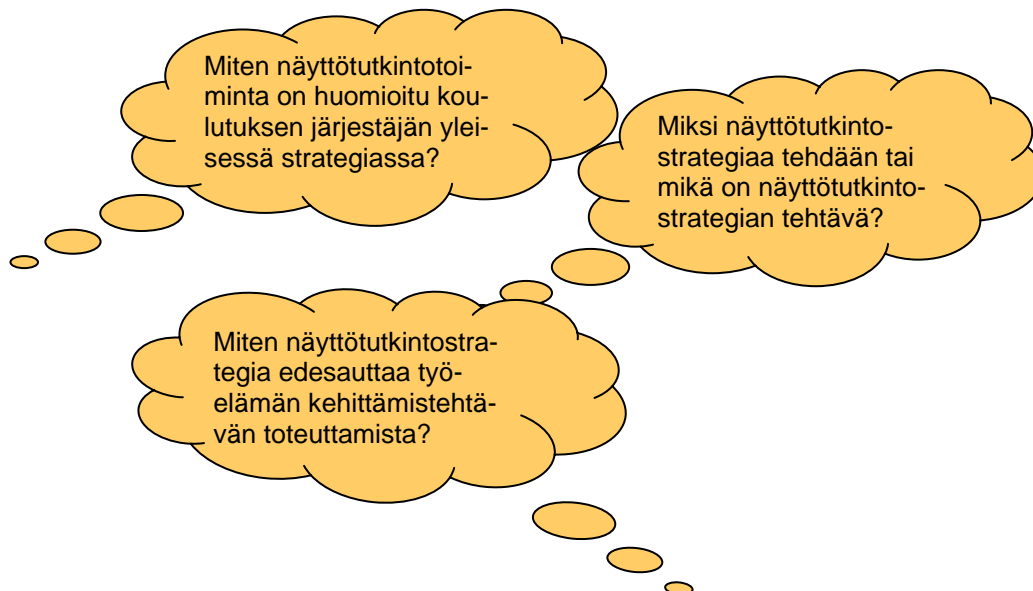 Miten näyttötutkintotoi-
minta on huomioitu kou-
lutuksen järjestäjän ylei-
sessä strategiassa?
Miksi näyttötutkinto-
strategiaa tehdään tai
mikä on näyttötutkinto-
strategian tehtävä?
Miten näyttötutkintostra-
tegia edesauttaa työ-
elämän kehittämistehtä-
vän toteuttamista?